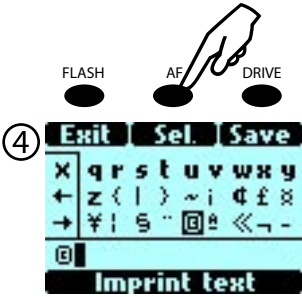 FLASH AF DRIVE
④ Exit Sel. Save
× q r s t u v w x y
← z { | } ~ ¡ ¢ £ ¤
→ ¥ ¦ § ¨ © ª « ¬ -
©
Imprint text